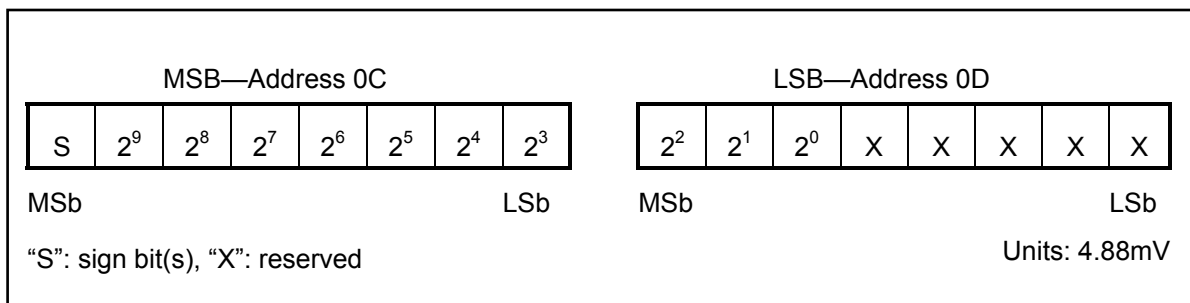 MSB—Address 0C LSB—Address 0D
S 2⁹ 2⁸ 2⁷ 2⁶ 2⁵ 2⁴ 2³ 2² 2¹ 2⁰ X X X X X
MSb LSb MSb LSb
“S”: sign bit(s), “X”: reserved Units: 4.88mV